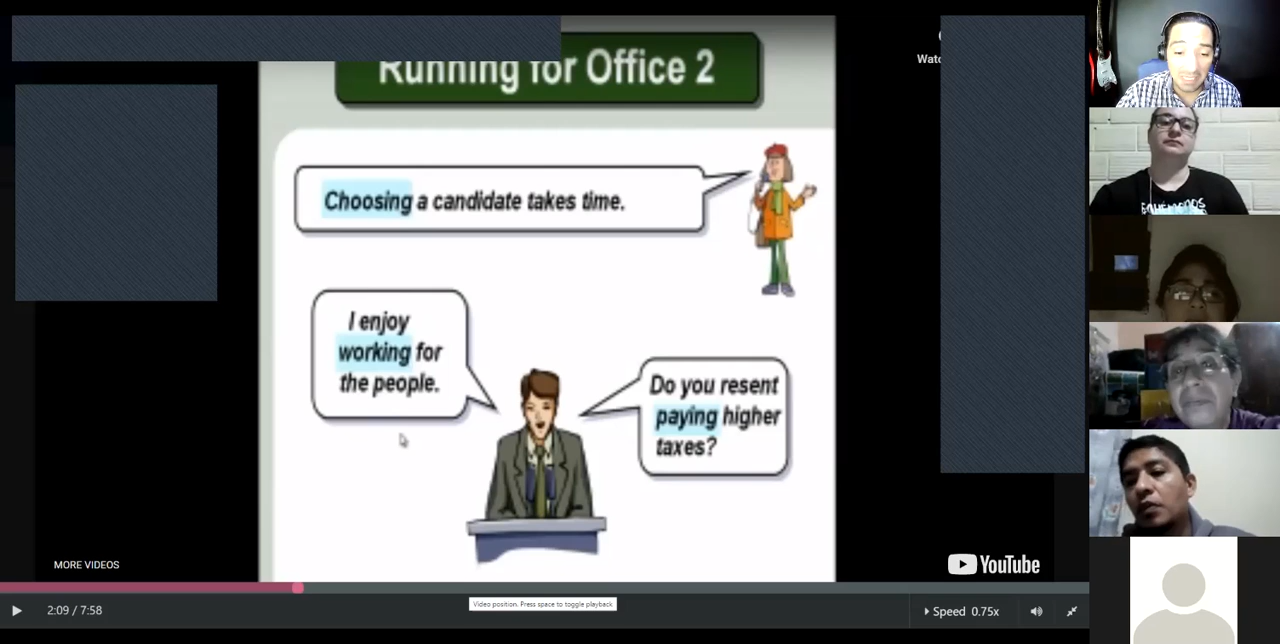 Watc
Running for Office 2
Choosing a candidate takes time.
I enjoy
working for
the people.
Do you resent
paying higher
taxes?
MORE VIDEOS
YouTube
2:09 / 7:58
Video position. Press space to toggle playback
Speed 0.75x